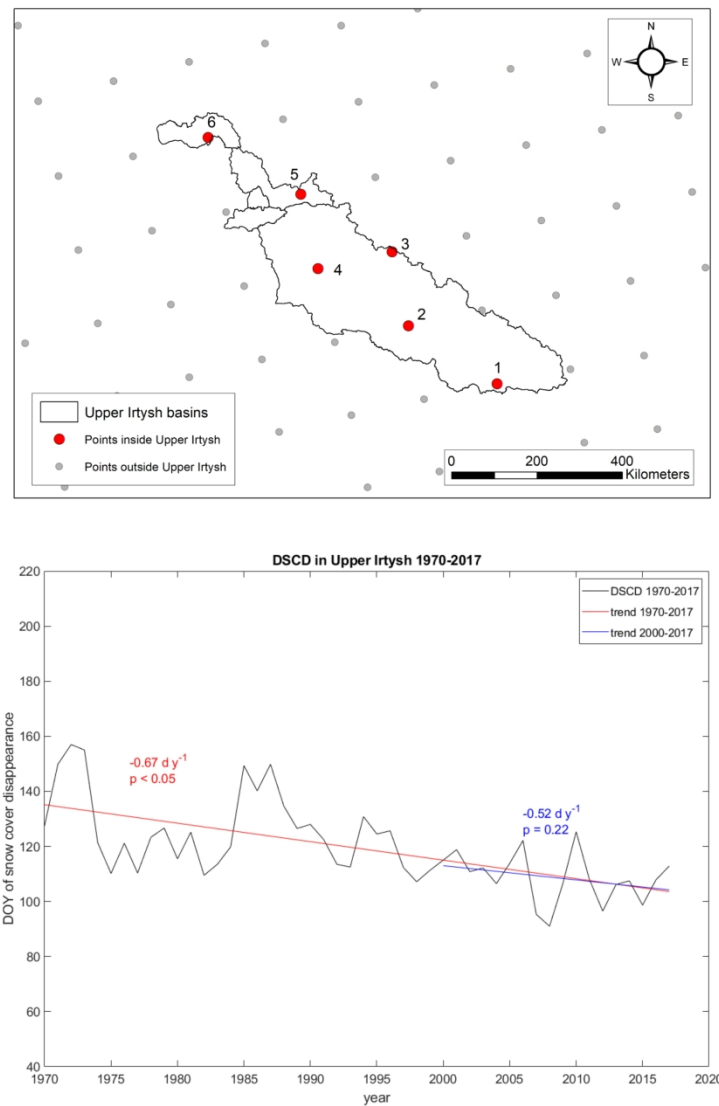 N
W E
S
6
5
3
4
2
1
Upper Irtysh basins
Points inside Upper Irtysh
Points outside Upper Irtysh
0 200 400
Kilometers
DSCD in Upper Irtysh 1970-2017
220
200
180
160
140
120
100
80
60
40
DOY of snow cover disappearance
DSCD 1970-2017
trend 1970-2017
trend 2000-2017
-0.67 d y-1
p < 0.05
-0.52 d y-1
p = 0.22
1970 1975 1980 1985 1990 1995 2000 2005 2010 2015 2020
year